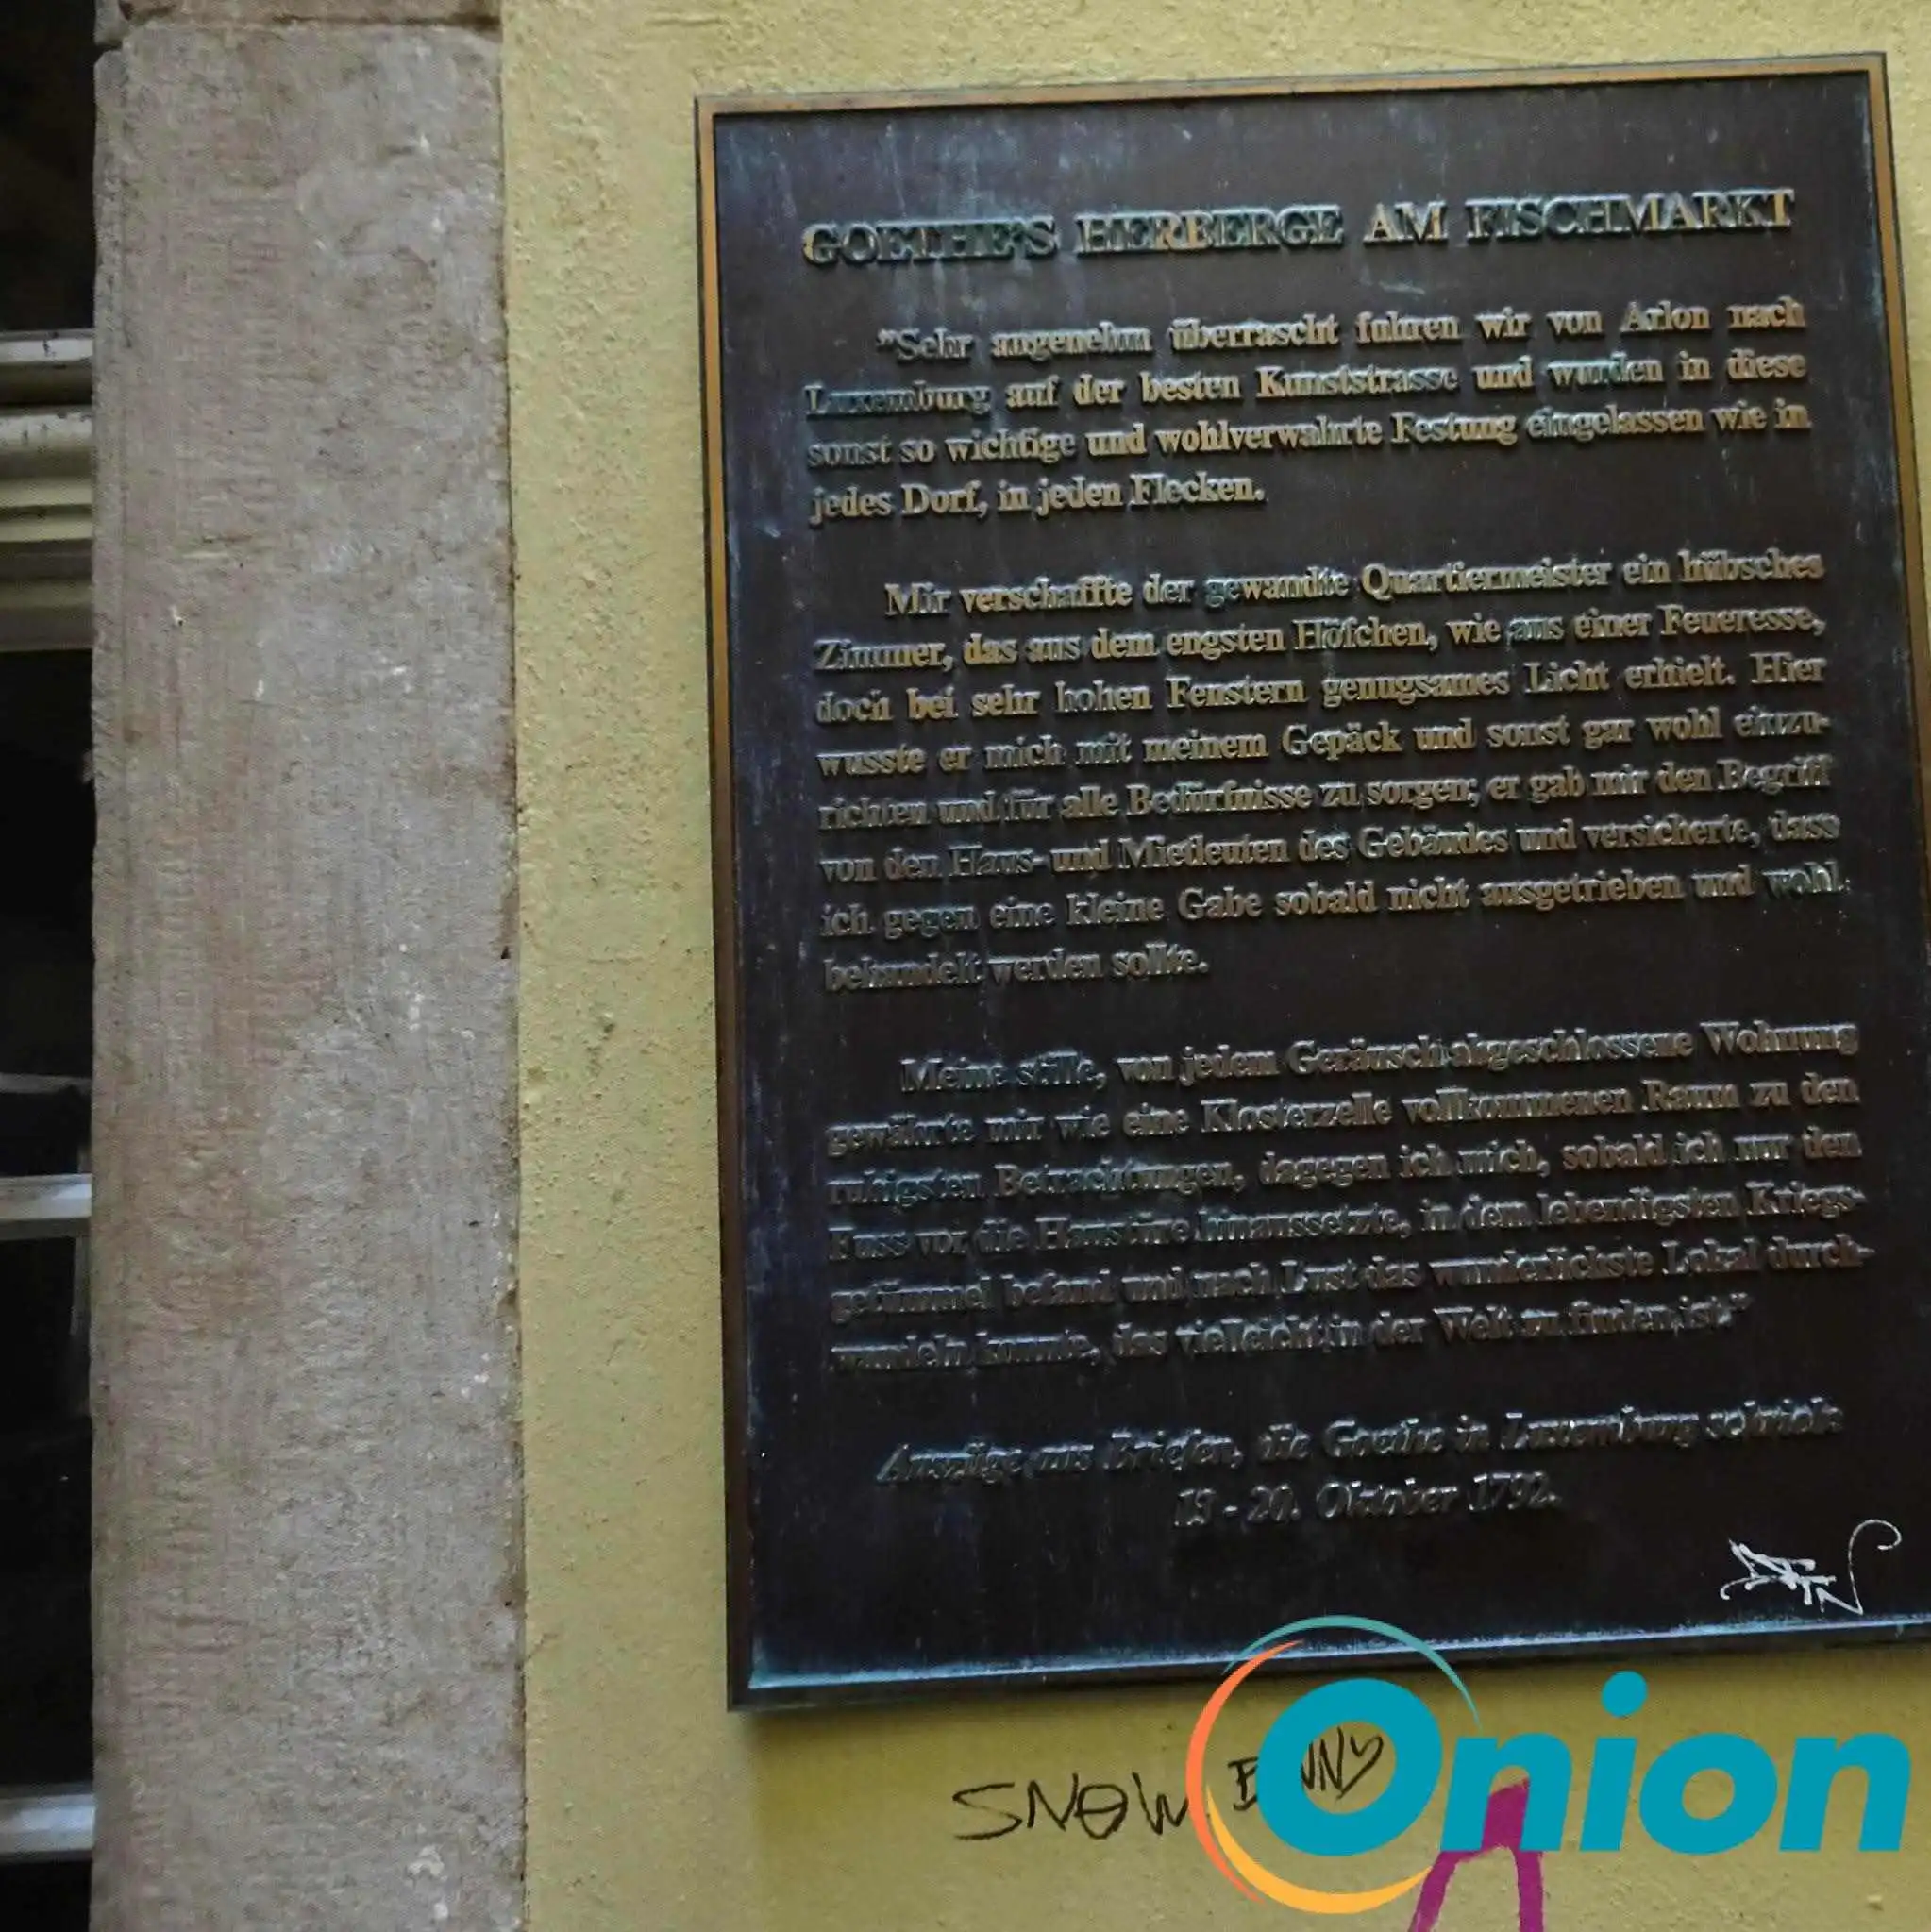 GOETHE'S HERBERGE AM FISCHMARKT
"Sehr angenehm überrascht fuhren wir von Arlon nach
Luxemburg auf der besten Kunststrasse und wurden in diese
sonst so wichtige und wohlverwahrte Festung eingelassen wie in
jedes Dorf, in jeden Flecken.
Mir verschaffte der gewandte Quartiermeister ein hübsches
Zimmer, das aus dem engsten Höfchen, wie aus einer Feueresse,
doch bei sehr hohen Fenstern genugsames Licht erhielt. Hier
wusste er mich mit meinem Gepäck und sonst gar wohl einzu-
richten und für alle Bedürfnisse zu sorgen; er gab mir den Begriff
von den Haus- und Mietleuten des Gebäudes und versicherte, dass
ich gegen eine kleine Gabe sobald nicht ausgetrieben und wohl
behandelt werden sollte.
Meine stille, von jedem Geräusch abgeschlossene Wohnung
gewährte mir wie eine Klosterzelle vollkommenen Raum zu den
ruhigsten Betrachtungen, dagegen ich mich, sobald ich nur den
Fuss vor die Haustüre hinaussetzte, in dem lebendigsten Kriegs-
getümmel befand und nach Lust das wunderlichste Lokal durch-
wandeln konnte, das vielleicht in der Welt zu finden ist."
Auszüge aus Briefen, die Goethe in Luxemburg schrieb:
15 - 20. Oktober 1792.
SNOW
Onion